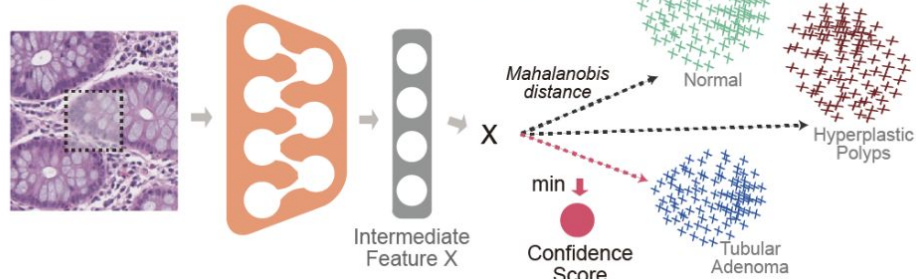 Mahalanobis
distance
Normal
Hyperplastic
Polyps
X
min
Intermediate
Feature X
Confidence
Score
Tubular
Adenoma